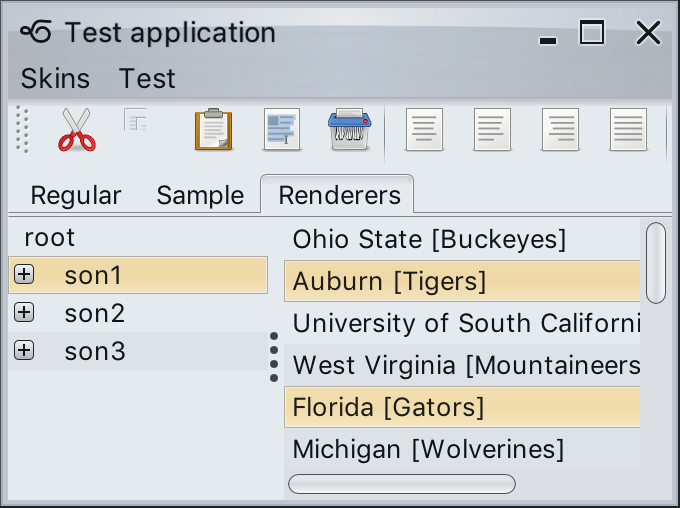 Test application
Skins Test
Regular Sample Renderers
root
son1
son2
son3
Ohio State [Buckeyes]
Auburn [Tigers]
University of South Californi
West Virginia [Mountaineers
Florida [Gators]
Michigan [Wolverines]